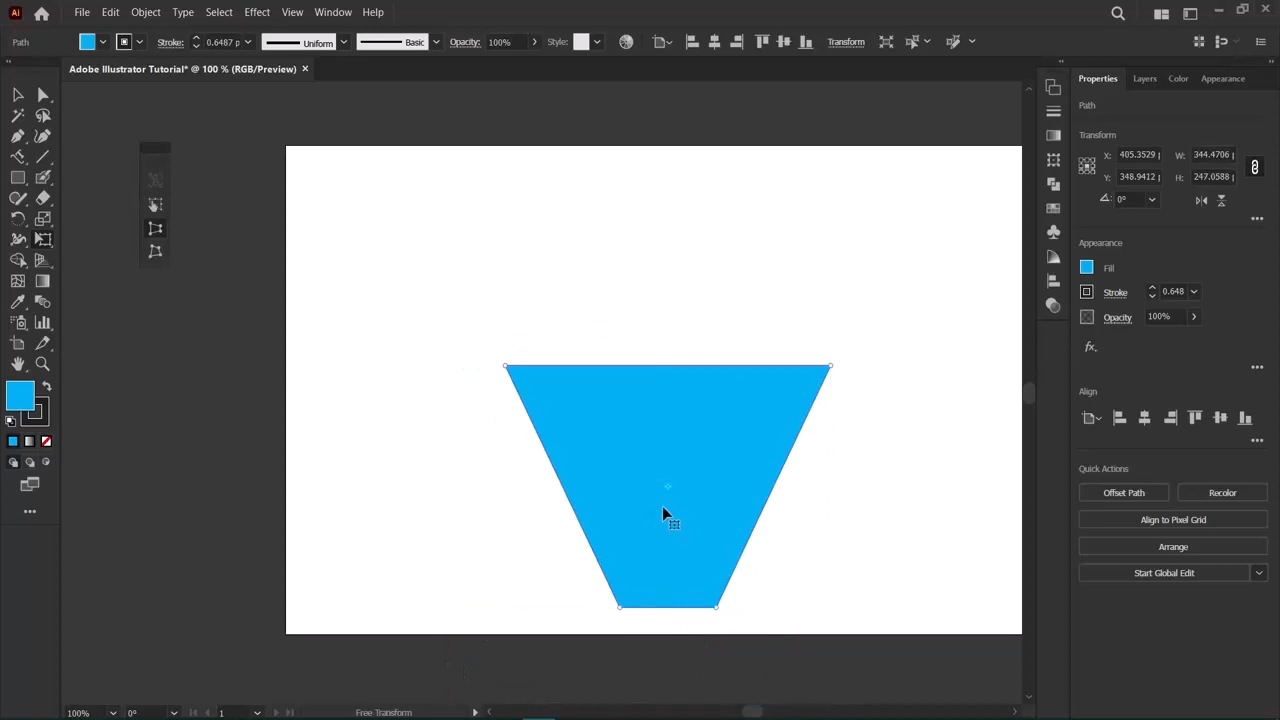 Ai File Edit Object Type Select Effect View Window Help
Path Stroke: 0.6487 p Uniform Basic Opacity: 100% Style: Transform
Adobe Illustrator Tutorial* @ 100 % (RGB/Preview) ×
Properties Layers Color Appearance
Path
Transform
X: 405.3529 p W: 344.4706
Y: 348.9412 p H: 247.0588
0°
Appearance
Fill
Stroke 0.648
Opacity 100%
fx.
Align
Quick Actions
Offset Path Recolor
Align to Pixel Grid
Arrange
Start Global Edit
100% 0° 1 Free Transform